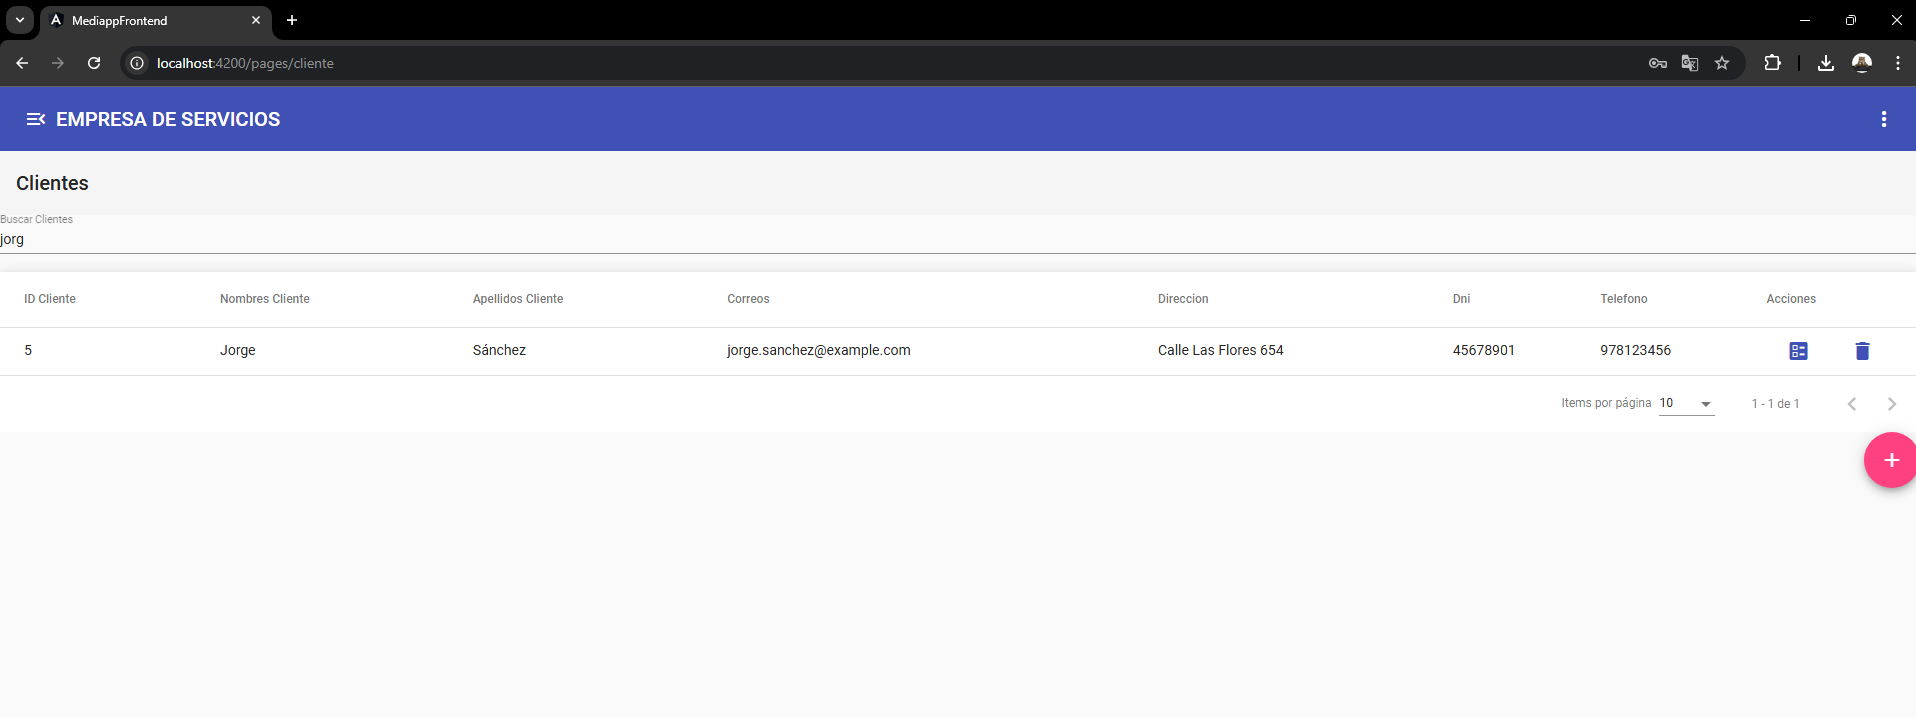 MediappFrontend
localhost:4200/pages/cliente
EMPRESA DE SERVICIOS
Clientes
Buscar Clientes
jorg
ID Cliente Nombres Cliente Apellidos Cliente Correos Direccion Dni Telefono Acciones
5 Jorge Sánchez jorge.sanchez@example.com Calle Las Flores 654 45678901 978123456
Items por página 10 1 - 1 de 1